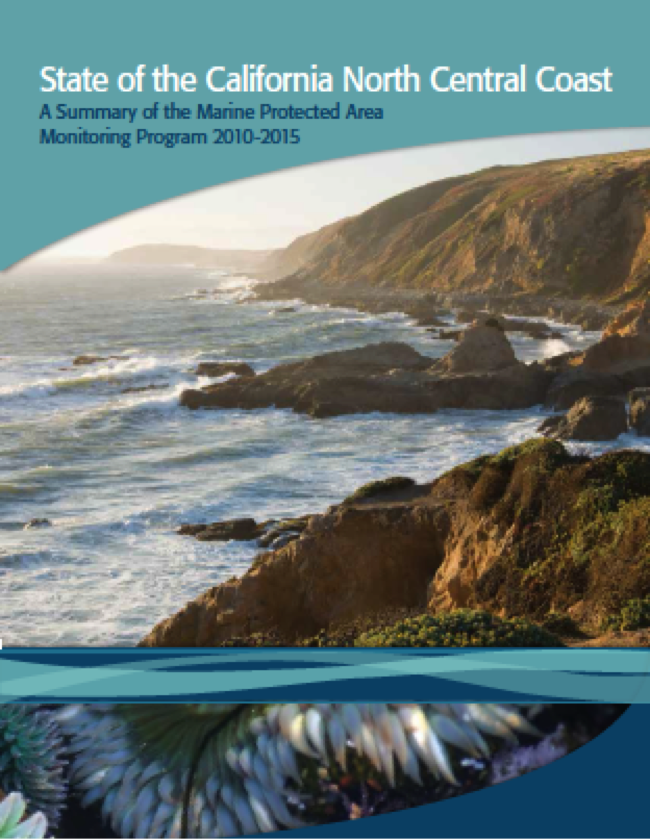 State of the California North Central Coast
A Summary of the Marine Protected Area
Monitoring Program 2010-2015